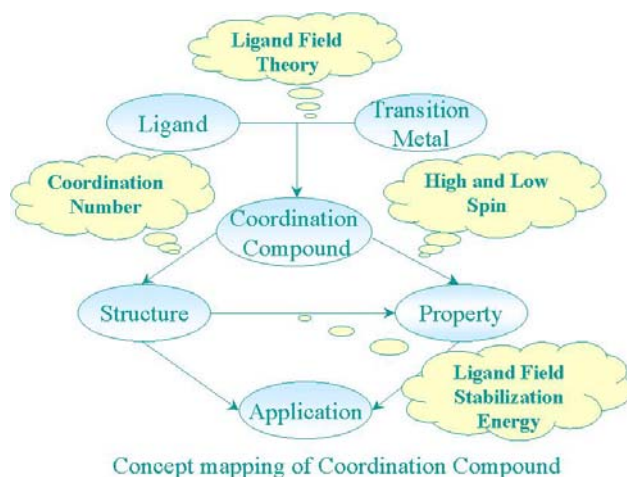 Ligand Field
Theory
Ligand
Transition
Metal
Coordination
Number
High and Low
Spin
Coordination
Compound
Structure
Property
Ligand Field
Stabilization
Energy
Application
Concept mapping of Coordination Compound